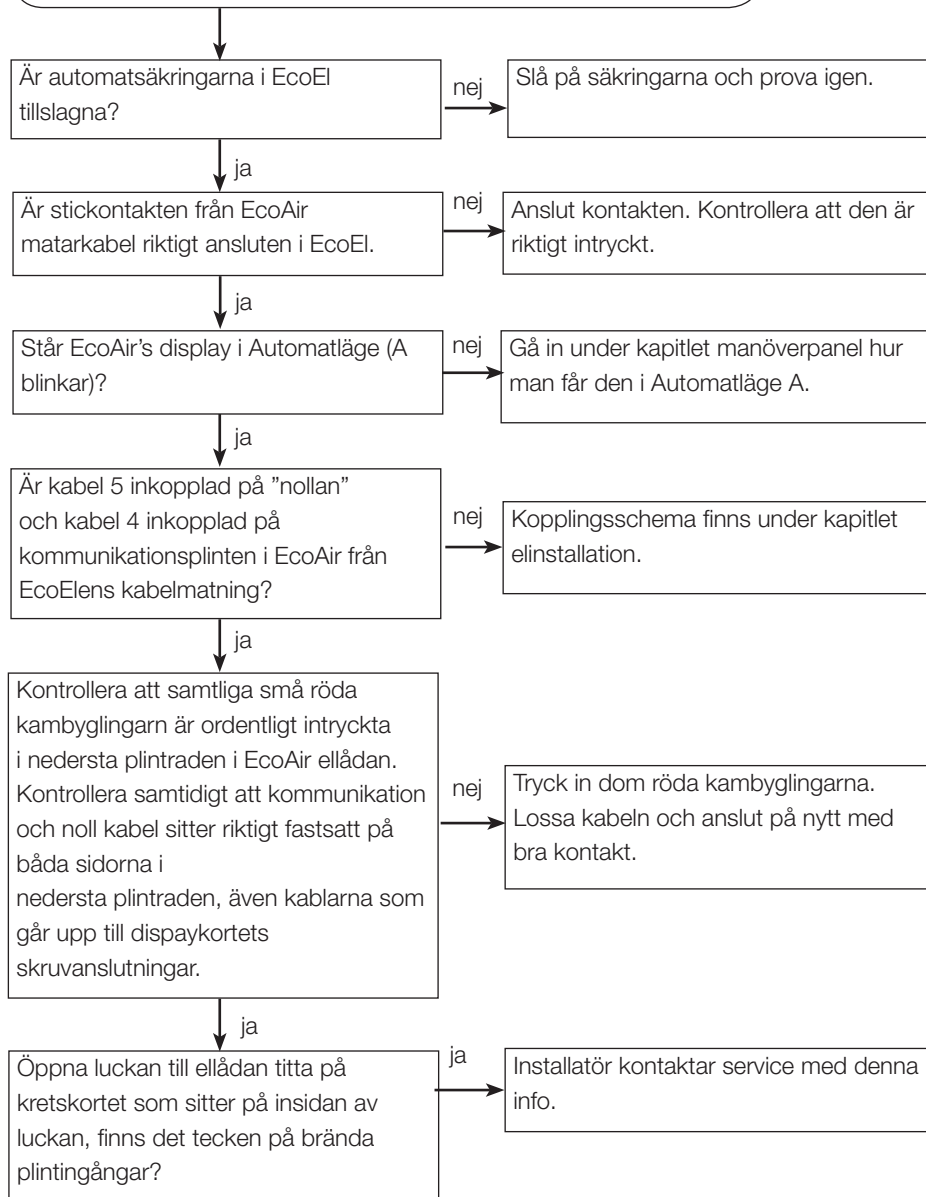 Är automatsäkringarna i EcoEl
tillslagna?
nej
Slå på säkringarna och prova igen.
ja
Är stickontakten från EcoAir
matarkabel riktigt ansluten i EcoEl.
nej
Anslut kontakten. Kontrollera att den är
riktigt intryckt.
ja
Står EcoAir's display i Automatläge (A
blinkar)?
nej
Gå in under kapitlet manöverpanel hur
man får den i Automatläge A.
ja
Är kabel 5 inkopplad på ”nollan”
och kabel 4 inkopplad på
kommunikationsplinten i EcoAir från
EcoElens kabelmatning?
nej
Kopplingsschema finns under kapitlet
elinstallation.
ja
Kontrollera att samtliga små röda
kambyglingarn är ordentligt intryckta
i nedersta plintraden i EcoAir ellådan.
Kontrollera samtidigt att kommunikation
och noll kabel sitter riktigt fastsatt på
båda sidorna i
nedersta plintraden, även kablarna som
går upp till dispaykortets
skruvanslutningar.
nej
Tryck in dom röda kambyglingarna.
Lossa kabeln och anslut på nytt med
bra kontakt.
ja
Öppna luckan till ellådan titta på
kretskortet som sitter på insidan av
luckan, finns det tecken på brända
plintingångar?
ja
Installatör kontaktar service med denna
info.